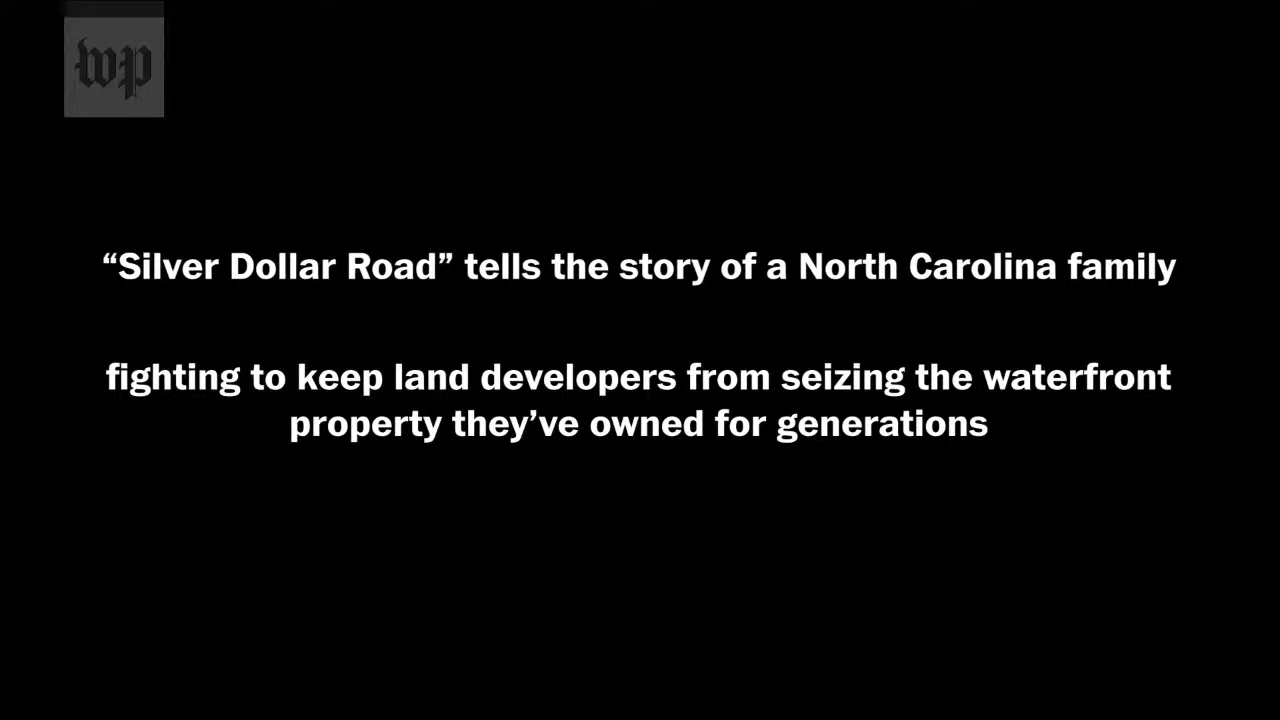 wp
“Silver Dollar Road” tells the story of a North Carolina family
fighting to keep land developers from seizing the waterfront
property they’ve owned for generations